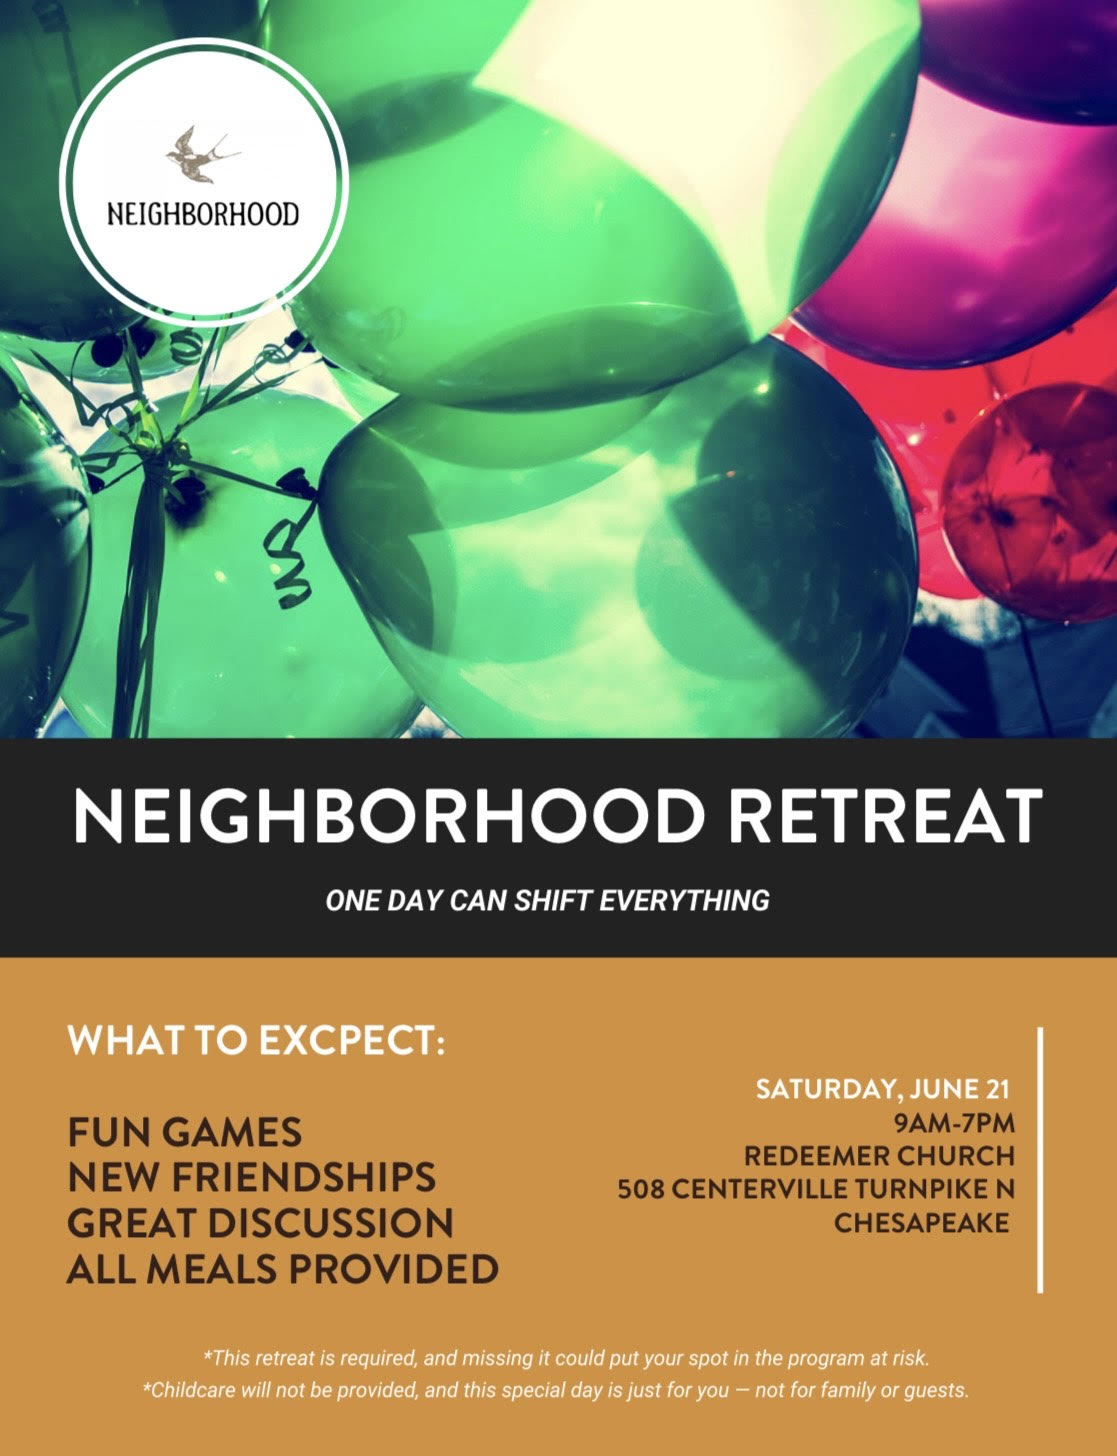 NEIGHBORHOOD
NEIGHBORHOOD RETREAT
ONE DAY CAN SHIFT EVERYTHING
WHAT TO EXCPECT:
FUN GAMES
NEW FRIENDSHIPS
GREAT DISCUSSION
ALL MEALS PROVIDED
SATURDAY, JUNE 21
9AM-7PM
REDEEMER CHURCH
508 CENTERVILLE TURNPIKE N
CHESAPEAKE
*This retreat is required, and missing it could put your spot in the program at risk.
*Childcare will not be provided, and this special day is just for you — not for family or guests.